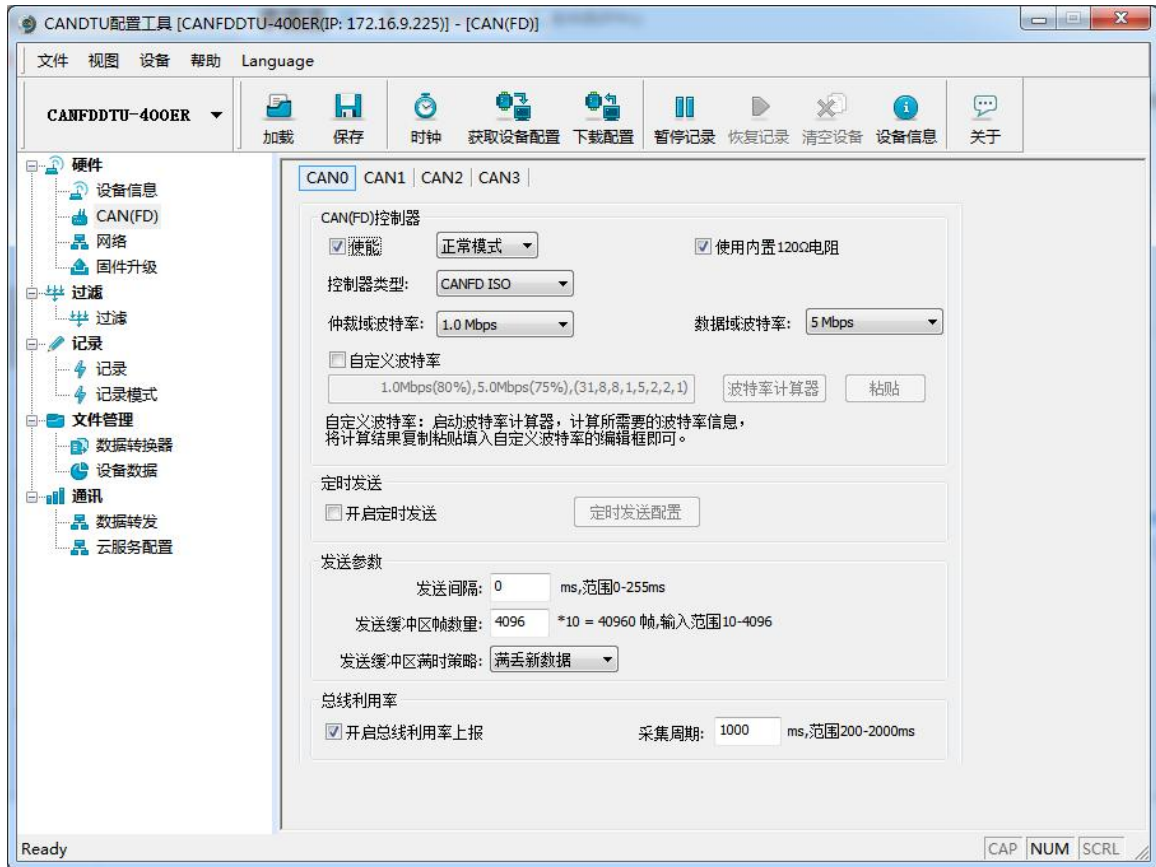 CANDTU配置工具 [CANFDDTU-400ER(IP: 172.16.9.225)] - [CAN(FD)]
文件 视图 设备 帮助 Language
CANFDDTU-400ER
加载 保存 时钟 获取设备配置 下载配置 暂停记录 恢复记录 清空设备 设备信息 关于
硬件
设备信息
CAN(FD)
网络
固件升级
过滤
过滤
记录
记录
记录模式
文件管理
数据转换器
设备数据
通讯
数据转发
云服务配置
CAN0 CAN1 CAN2 CAN3
CAN(FD)控制器
使能 正常模式 使用内置120Ω电阻
控制器类型: CANFD ISO
仲裁域波特率: 1.0 Mbps 数据域波特率: 5 Mbps
自定义波特率
1.0Mbps(80%),5.0Mbps(75%),(31,8,8,1,5,2,2,1) 波特率计算器 粘贴
自定义波特率：启动波特率计算器，计算所需要的波特率信息，
将计算结果复制粘贴填入自定义波特率的编辑框即可。
定时发送
开启定时发送 定时发送配置
发送参数
发送间隔: 0 ms,范围0-255ms
发送缓冲区帧数量: 4096 *10 = 40960 帧,输入范围10-4096
发送缓冲区满时策略: 满丢新数据
总线利用率
开启总线利用率上报 采集周期: 1000 ms,范围200-2000ms
Ready CAP NUM SCRL